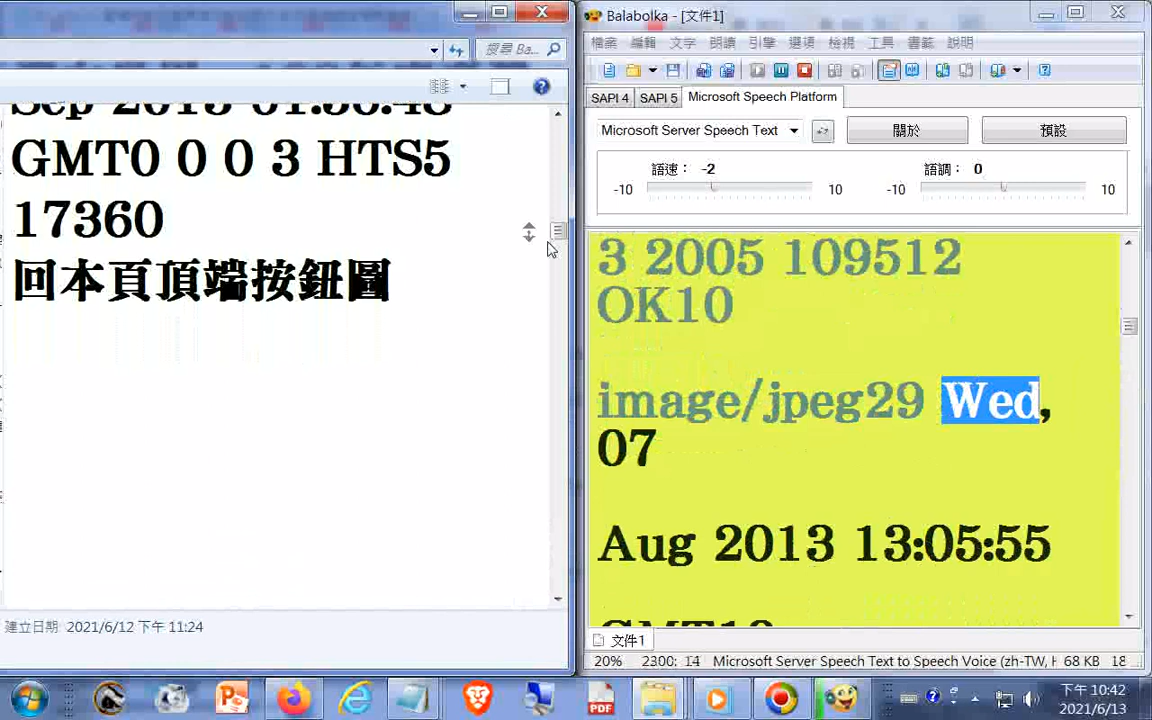 搜尋 Ba...
Sep 2013 01:36:48
GMT0 0 0 3 HTS5
17360
回本頁頂端按鈕圖
建立日期: 2021/6/12 下午 11:24
Balabolka - [文件1]
檔案 編輯 文字 朗讀 引擎 選項 檢視 工具 書籤 說明
SAPI 4 SAPI 5 Microsoft Speech Platform
Microsoft Server Speech Text 關於 預設
語速: -2 語調: 0
-10 10 -10 10
3 2005 109512
OK10
image/jpeg29 Wed,
07
Aug 2013 13:05:55
文件1
20% 2300: 14 Microsoft Server Speech Text to Speech Voice (zh-TW, H 68 KB 18
PDF
下午 10:42
2021/6/13